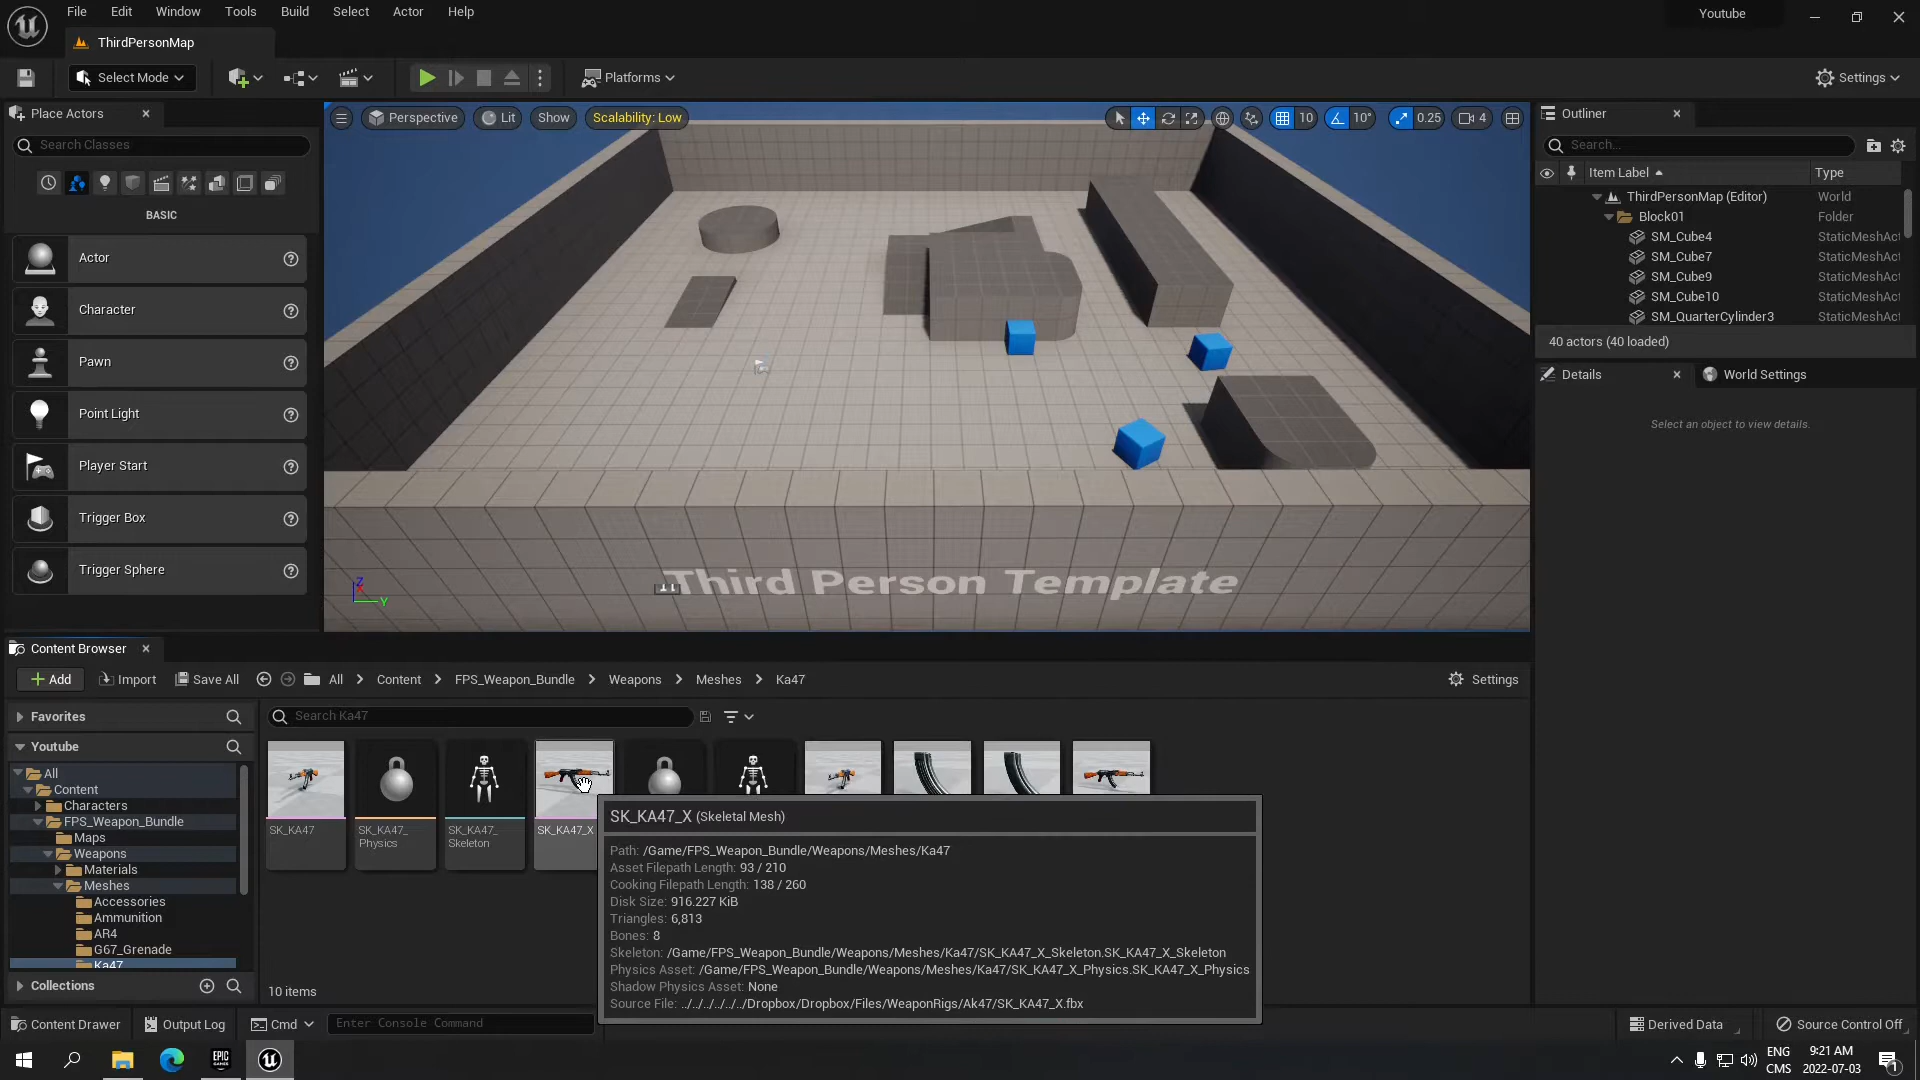 File Edit Window Tools Build Select Actor Help
Youtube
ThirdPersonMap
Select Mode
Platforms
Settings
Place Actors
Search Classes
BASIC
Actor
Character
Pawn
Point Light
Player Start
Trigger Box
Trigger Sphere
Perspective Lit Show Scalability: Low
10 10° 0.25 4
Third Person Template
Z
Y
Outliner
Search...
Item Label Type
ThirdPersonMap (Editor) World
Block01 Folder
SM_Cube4 StaticMeshAct
SM_Cube7 StaticMeshAct
SM_Cube9 StaticMeshAct
SM_Cube10 StaticMeshAct
SM_QuarterCylinder3 StaticMeshAct
40 actors (40 loaded)
Details World Settings
Select an object to view details.
Content Browser
Add Import Save All All Content FPS_Weapon_Bundle Weapons Meshes Ka47 Settings
Favorites
Youtube
All
Content
Characters
FPS_Weapon_Bundle
Maps
Weapons
Materials
Meshes
Accessories
Ammunition
AR4
G67_Grenade
Ka47
Collections
Search Ka47
SK_KA47
SK_KA47_
Physics
SK_KA47_
Skeleton
SK_KA47_X
10 items
SK_KA47_X (Skeletal Mesh)
Path: /Game/FPS_Weapon_Bundle/Weapons/Meshes/Ka47
Asset Filepath Length: 93 / 210
Cooking Filepath Length: 138 / 260
Disk Size: 916.227 KiB
Triangles: 6,813
Bones: 8
Skeleton: /Game/FPS_Weapon_Bundle/Weapons/Meshes/Ka47/SK_KA47_X_Skeleton.SK_KA47_X_Skeleton
Physics Asset: /Game/FPS_Weapon_Bundle/Weapons/Meshes/Ka47/SK_KA47_X_Physics.SK_KA47_X_Physics
Shadow Physics Asset: None
Source File: ../../../../../../Dropbox/Dropbox/Files/WeaponRigs/Ak47/SK_KA47_X.fbx
Content Drawer Output Log Cmd Enter Console Command
Derived Data Source Control Off
EPIC
GAMES
ENG
CMS
9:21 AM
2022-07-03
1